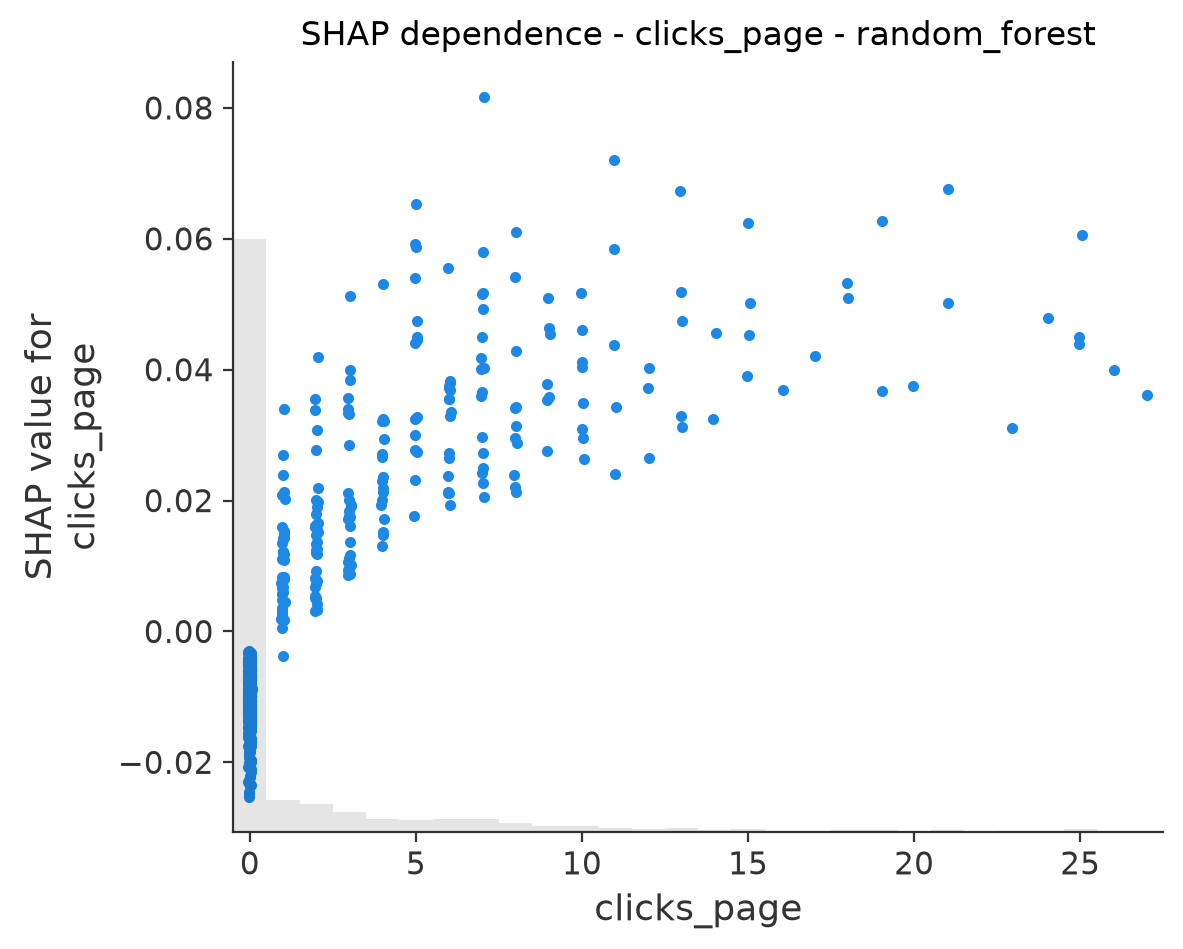 SHAP dependence - clicks_page - random_forest
0.08
0.06
0.04
0.02
0.00
−0.02
SHAP value for
clicks_page
0 5 10 15 20 25
clicks_page